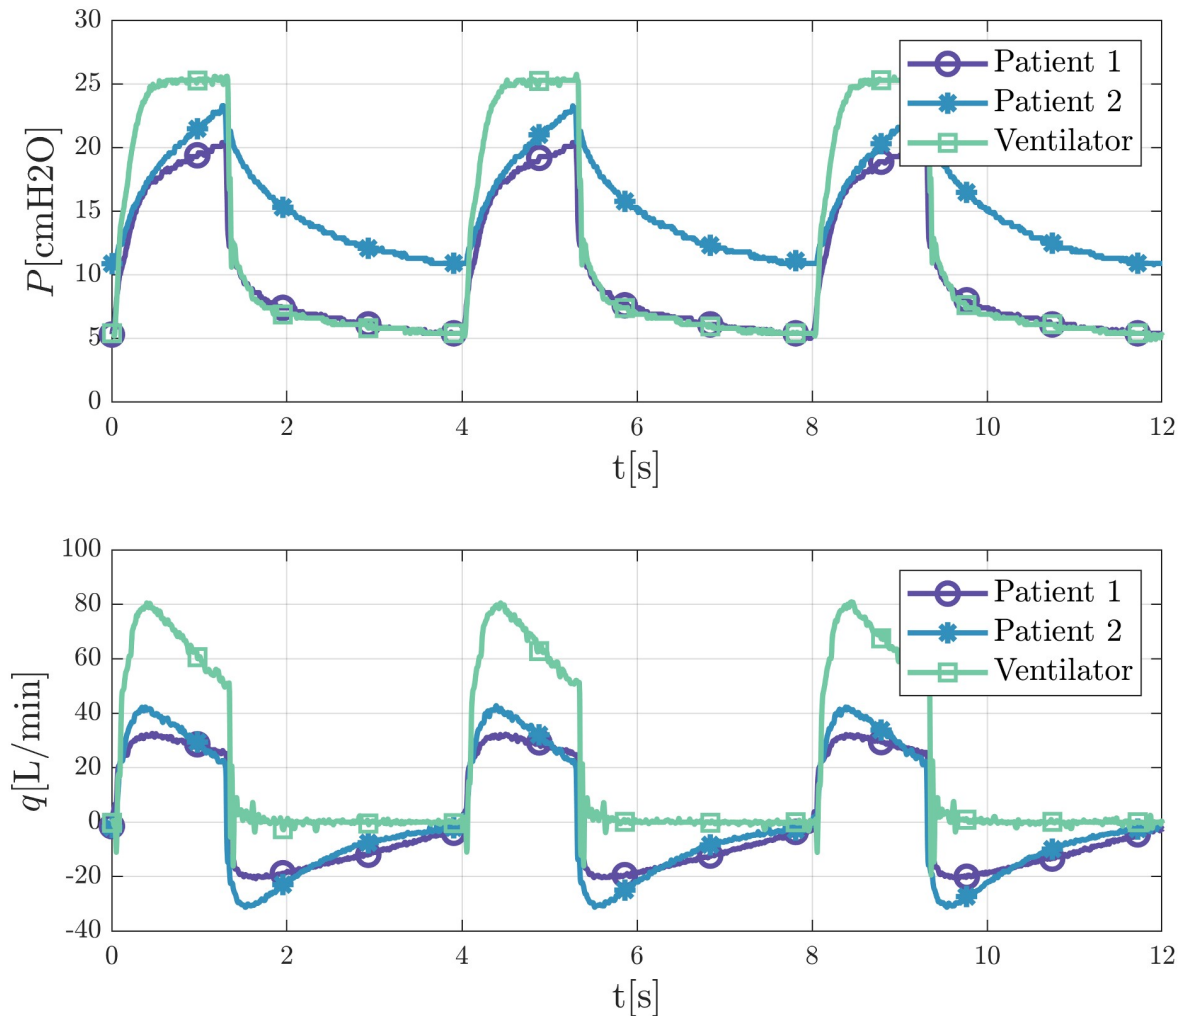 30
25
20
15
10
5
0
P[cmH2O]
0 2 4 6 8 10 12
t[s]
Patient 1
Patient 2
Ventilator
100
80
60
40
20
0
-20
-40
q[L/min]
0 2 4 6 8 10 12
t[s]
Patient 1
Patient 2
Ventilator